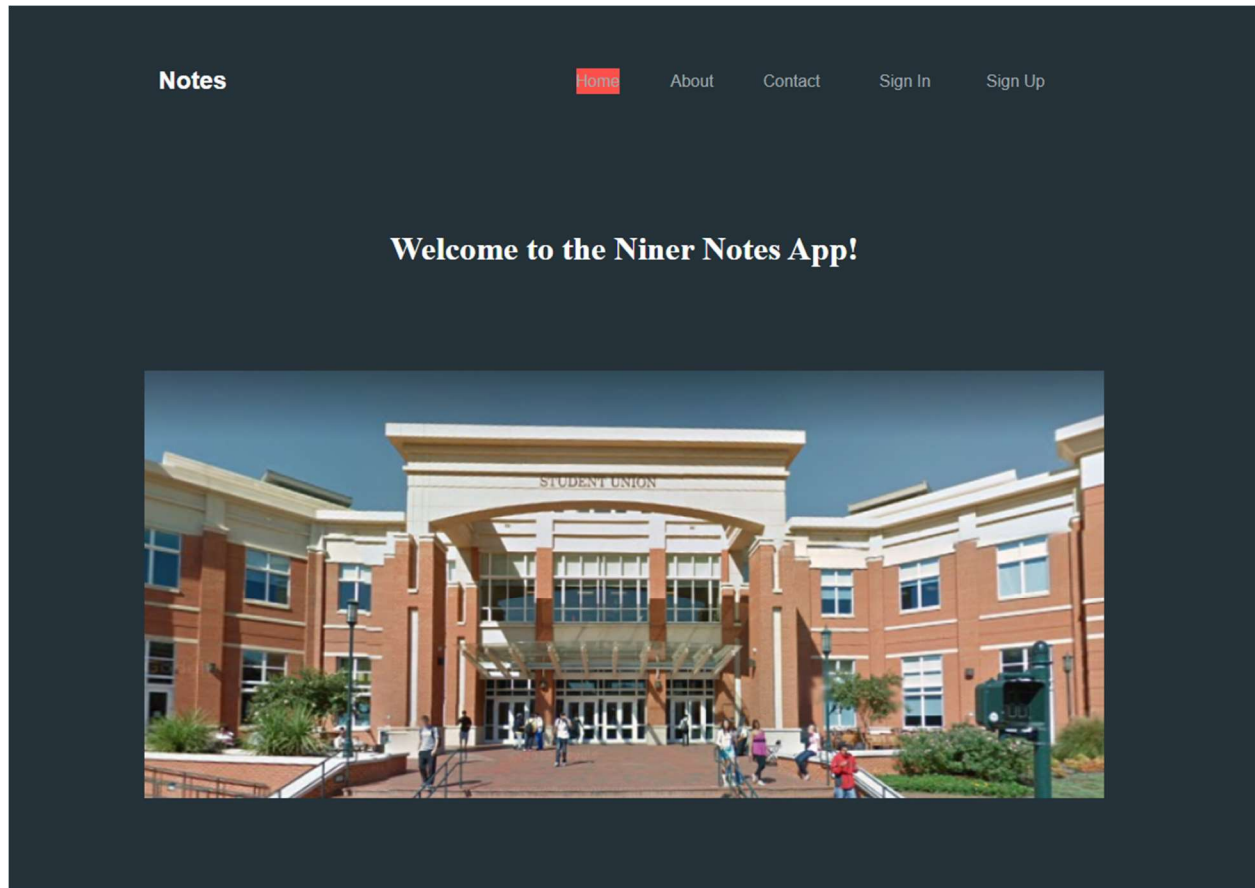 Notes
Home About Contact Sign In Sign Up
Welcome to the Niner Notes App!
STUDENT UNION